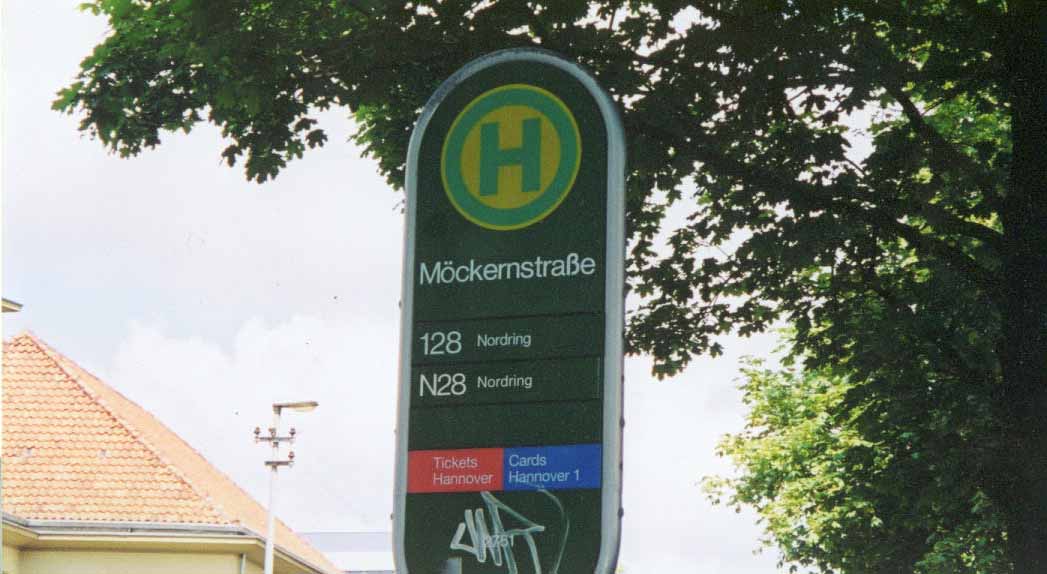 H
Möckernstraße
128 Nordring
N28 Nordring
Tickets Hannover
Cards Hannover 1